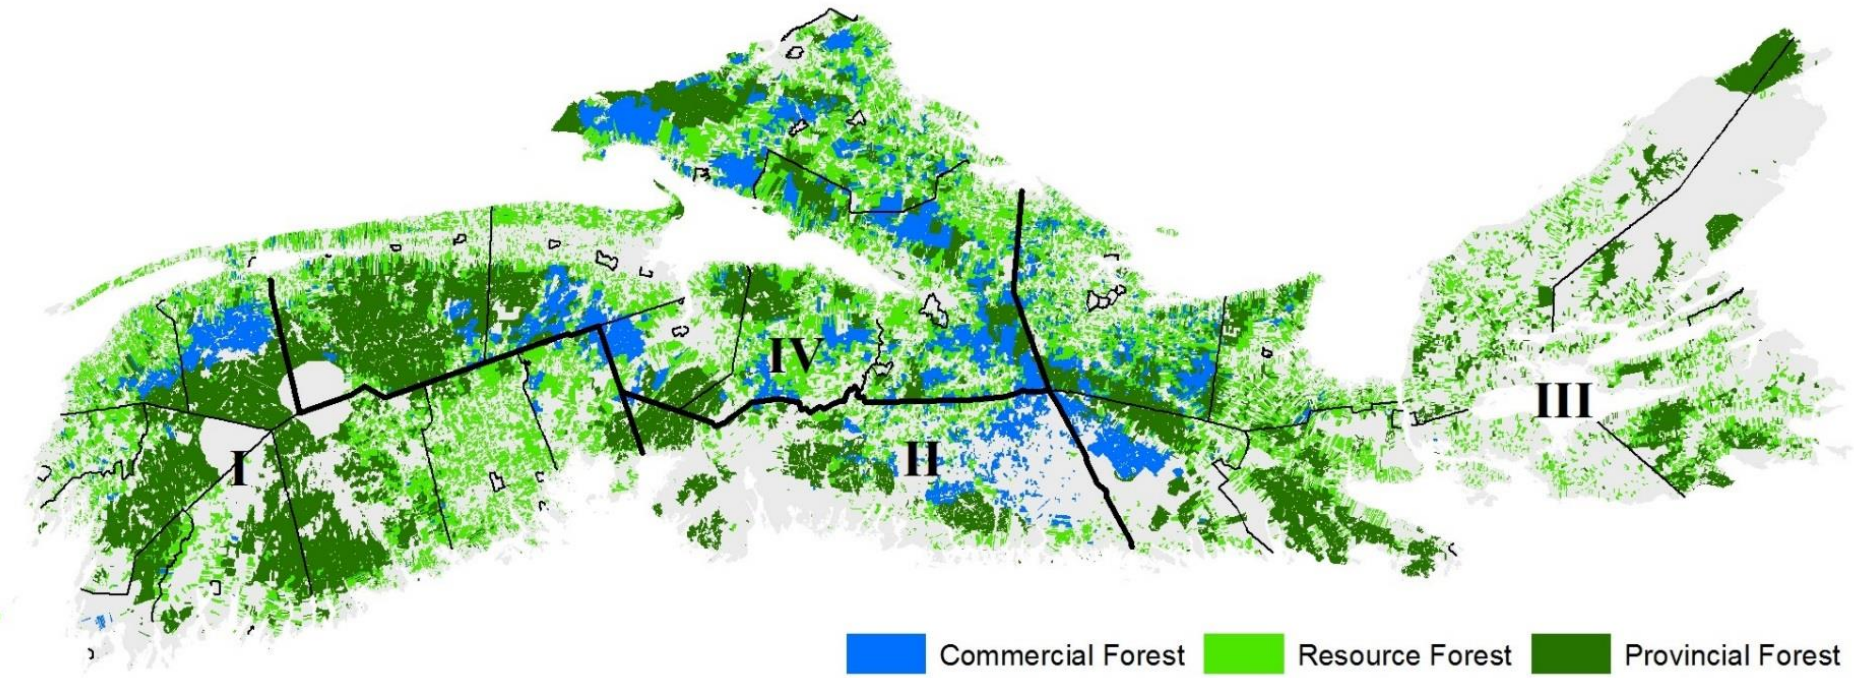 IV
III
II
I
Commercial Forest
Resource Forest
Provincial Forest